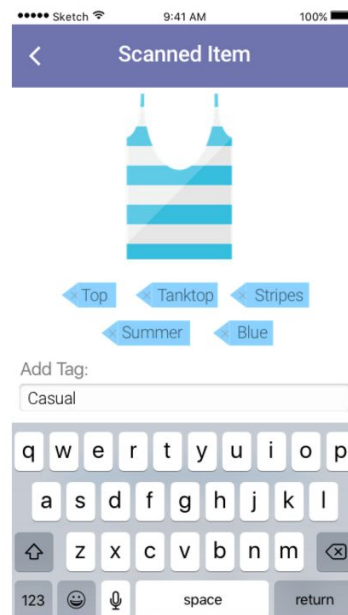 Sketch 9:41 AM 100%
Scanned Item
Top Tanktop Stripes
Summer Blue
Add Tag:
Casual
q w e r t y u i o p
a s d f g h j k l
z x c v b n m
123 space return